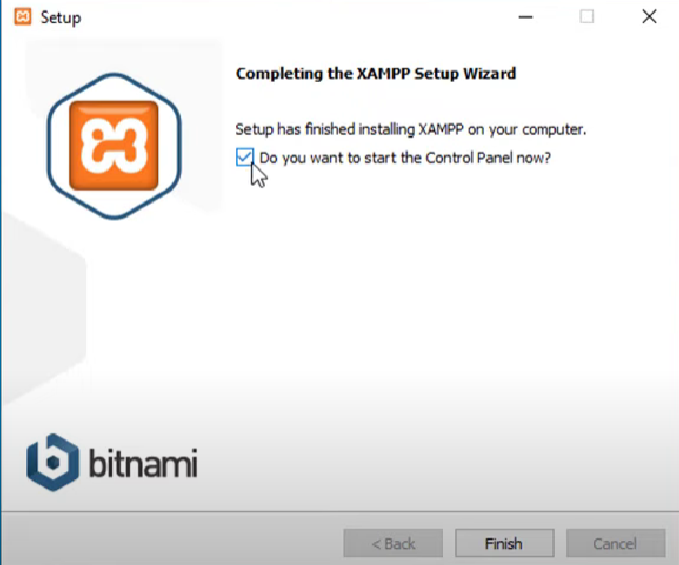 Setup
Completing the XAMPP Setup Wizard
Setup has finished installing XAMPP on your computer.
Do you want to start the Control Panel now?
bitnami
< Back
Finish
Cancel